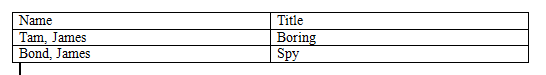 Name Title
Tam, James Boring
Bond, James Spy